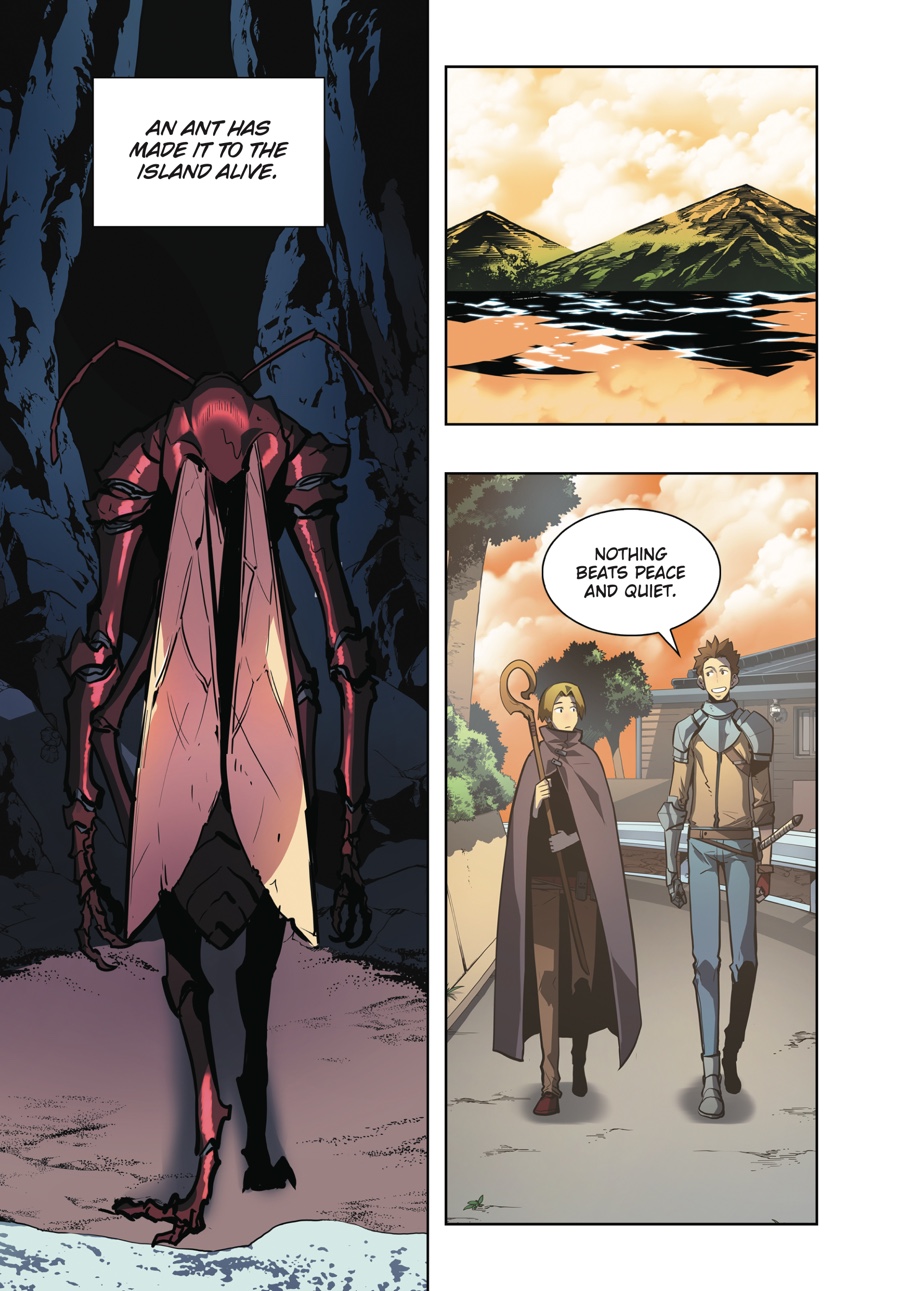 AN ANT HAS
MADE IT TO THE
ISLAND ALIVE.
NOTHING
BEATS PEACE
AND QUIET.